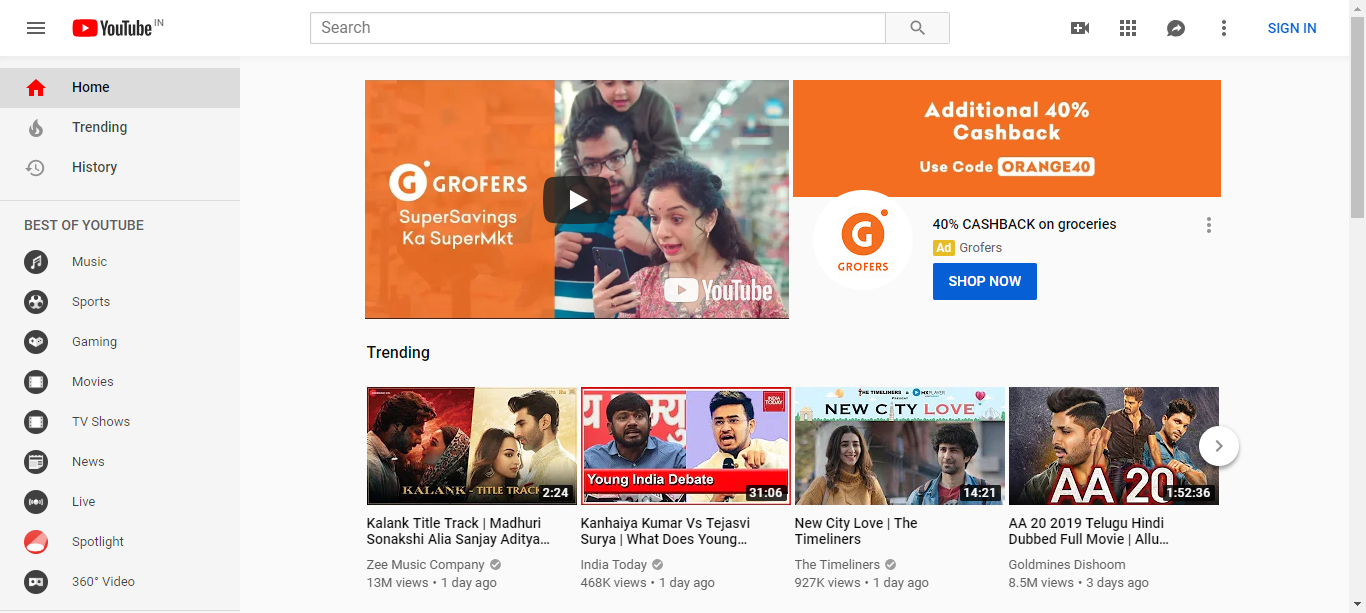 YouTube IN
Search
SIGN IN
Home
Trending
History
BEST OF YOUTUBE
Music
Sports
Gaming
Movies
TV Shows
News
Live
Spotlight
360° Video
GROFERS
SuperSavings
Ka SuperMkt
YouTube
Additional 40%
Cashback
Use Code ORANGE40
G
GROFERS
40% CASHBACK on groceries
Ad Grofers
SHOP NOW
Trending
KALANK - TITLE TRACK
2:24
Kalank Title Track | Madhuri
Sonakshi Alia Sanjay Aditya...
Zee Music Company
13M views • 1 day ago
INDIA
TODAY
Young India Debate
31:06
Kanhaiya Kumar Vs Tejasvi
Surya | What Does Young...
India Today
468K views • 1 day ago
THE TIMELINERS & MXPLAYER
NEW CITY LOVE
14:21
New City Love | The
Timeliners
The Timeliners
927K views • 1 day ago
AA 20
1:52:36
AA 20 2019 Telugu Hindi
Dubbed Full Movie | Allu...
Goldmines Dishoom
8.5M views • 3 days ago